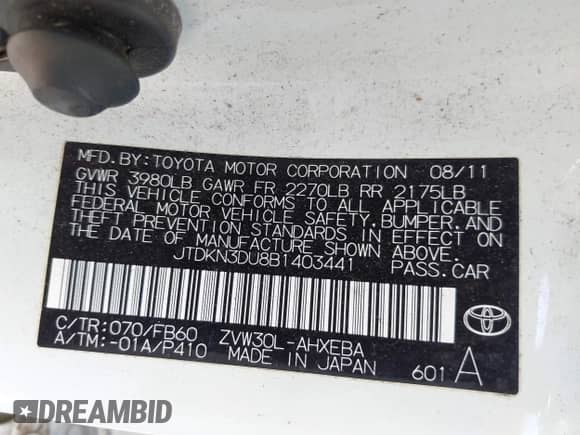 MFD.BY:TOYOTA MOTOR CORPORATION 08/11
GVWR 3980LB GAWR FR 2270LB RR 2175LB
THIS VEHICLE CONFORMS TO ALL APPLICABLE
FEDERAL MOTOR VEHICLE SAFETY,BUMPER,AND
THEFT PREVENTION STANDARDS IN EFFECT ON
THE DATE OF MANUFACTURE SHOWN ABOVE.
JTDKN3DU8B1403441 PASS.CAR
C/TR:070/FB60 ZVW30L-AHXEBA
A/TM:-01A/P410 MADE IN JAPAN 601 A
TOYOTA
DREAMBID